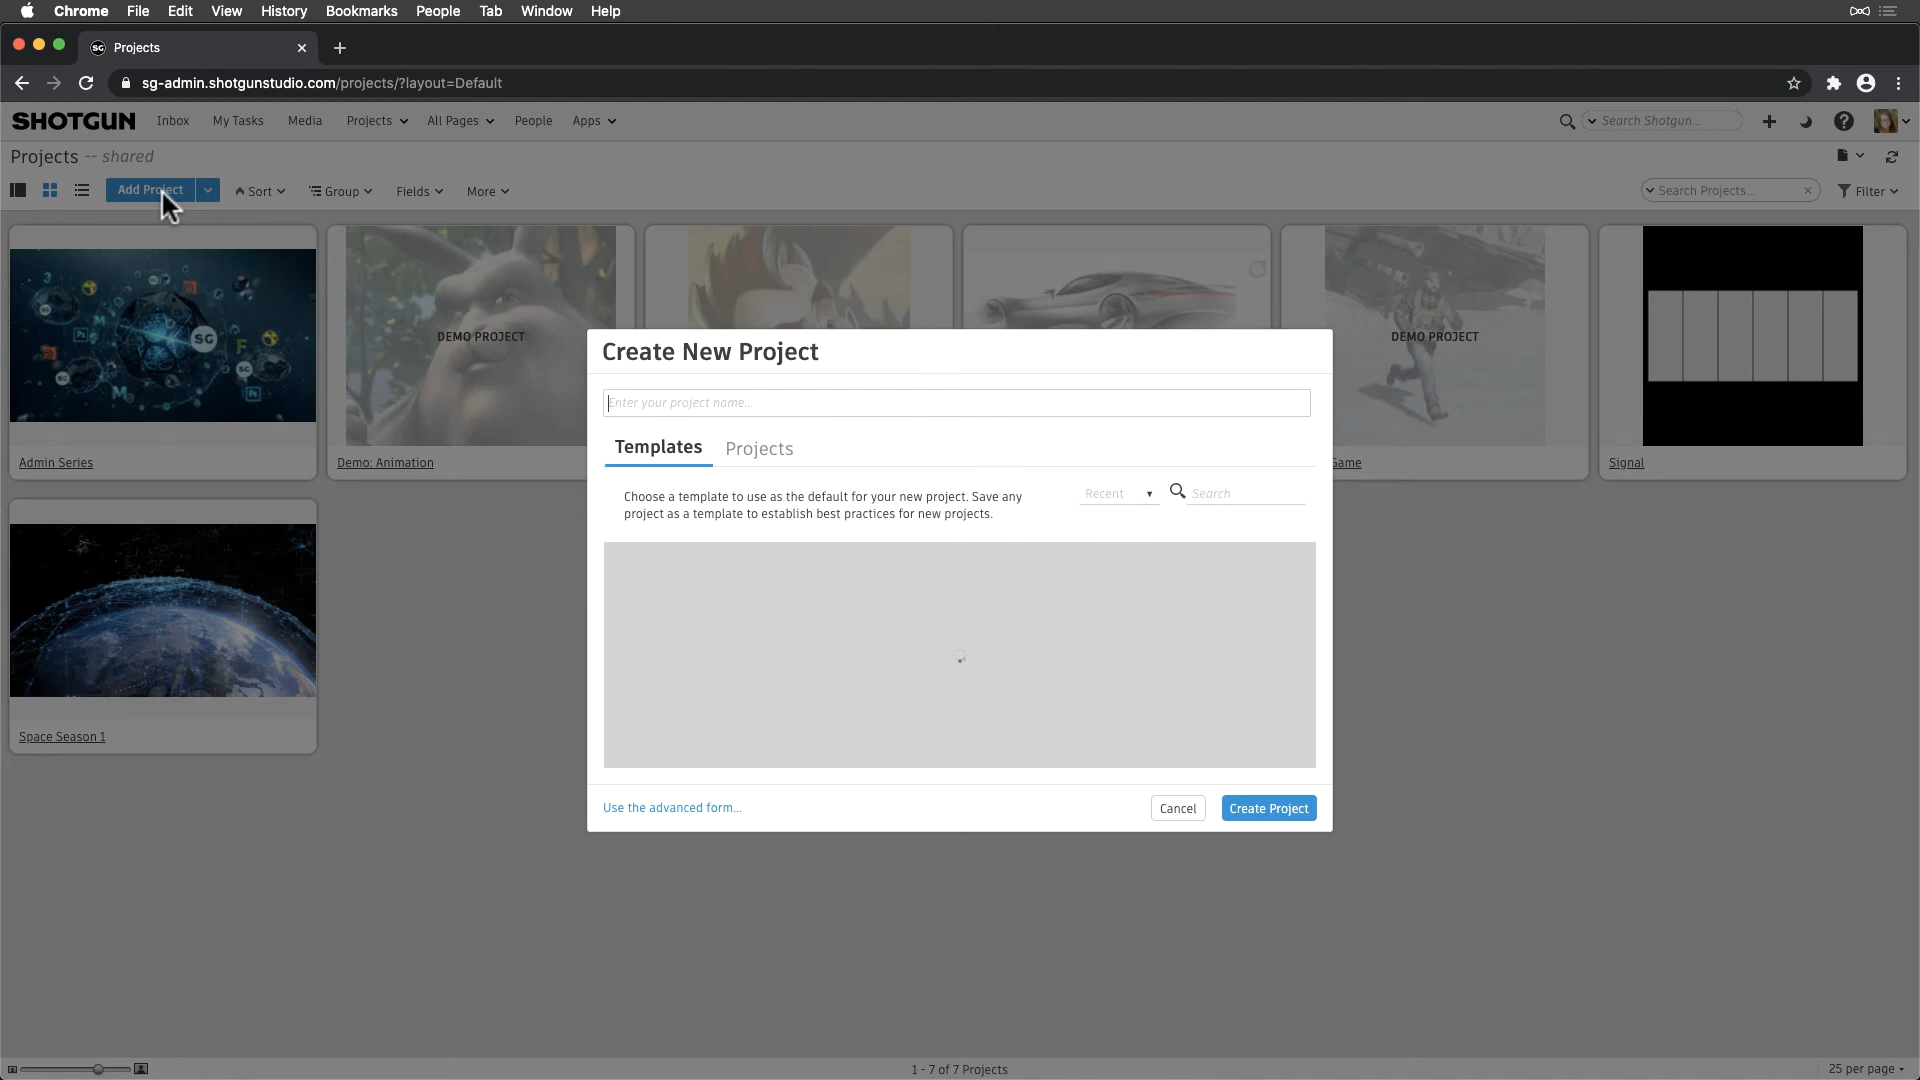 Chrome File Edit View History Bookmarks People Tab Window Help
SG Projects
sg-admin.shotgunstudio.com/projects/?layout=Default
SHOTGUN Inbox My Tasks Media Projects All Pages People Apps Search Shotgun...
Projects -- shared
Add Project Sort Group Fields More Search Projects... Filter
DEMO PROJECT
DEMO PROJECT
SG
Admin Series
Demo: Animation
Game
Signal
Space Season 1
Create New Project
Enter your project name...
Templates Projects
Choose a template to use as the default for your new project. Save any
project as a template to establish best practices for new projects.
Recent Search
Use the advanced form...
Cancel Create Project
1 - 7 of 7 Projects
25 per page